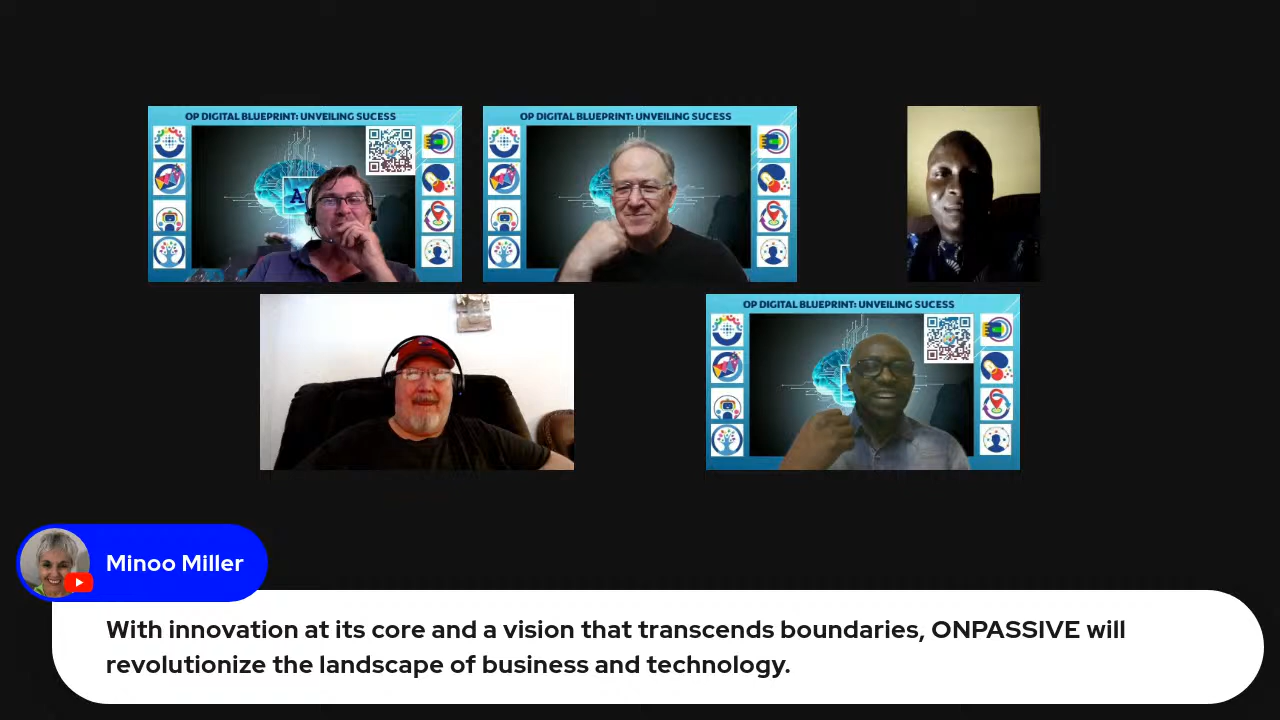 OP DIGITAL BLUEPRINT: UNVEILING SUCESS
OP DIGITAL BLUEPRINT: UNVEILING SUCESS
OP DIGITAL BLUEPRINT: UNVEILING SUCESS
Minoo Miller
With innovation at its core and a vision that transcends boundaries, ONPASSIVE will
revolutionize the landscape of business and technology.